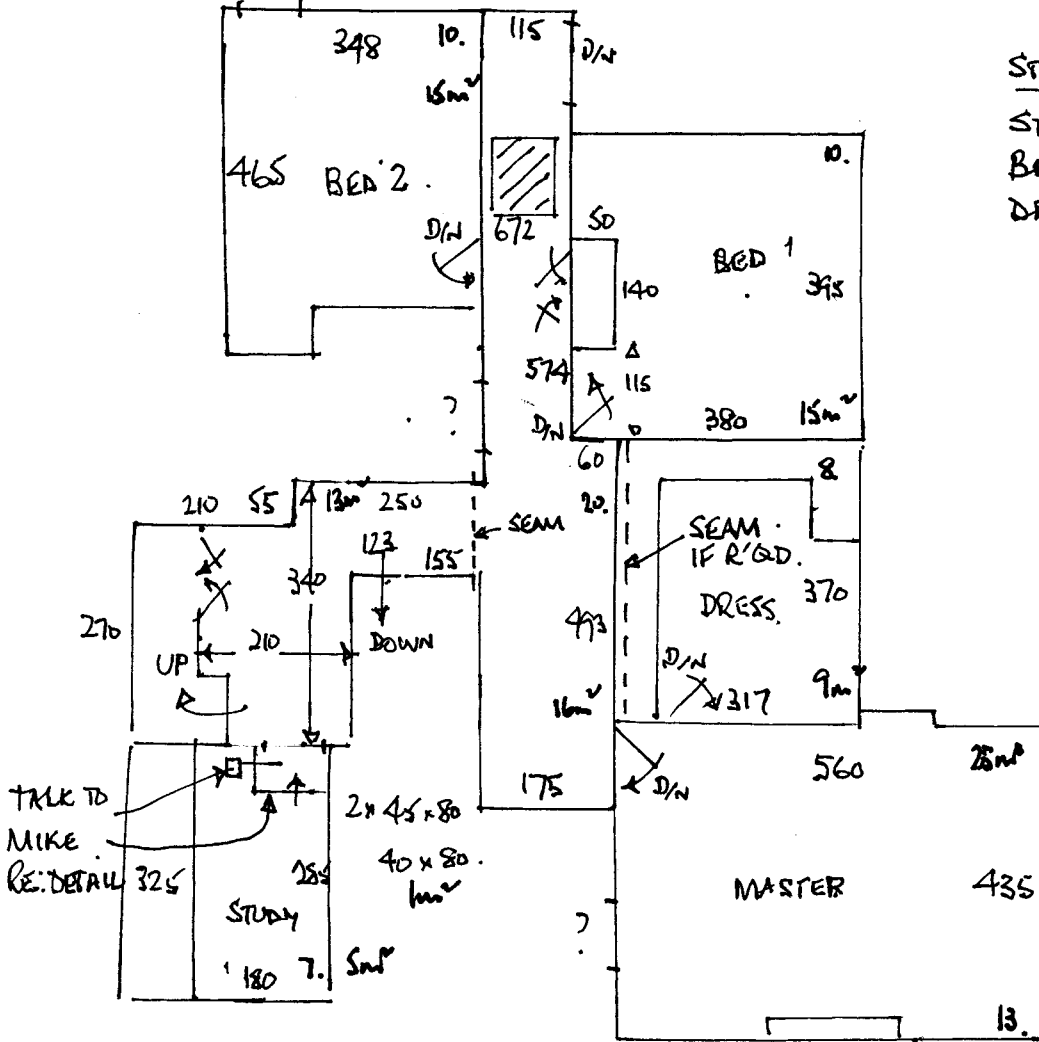 348
10.
115
D/N
15m²
465
BED 2.
D/N
672
50
10.
BED 1
140
395
574
115
D/N
380
15m²
?
60
8.
210
55
13m²
250
20.
SEAM
SEAM
IF R'QD.
123
155
340
DRESS.
370
270
493
210
DOWN
UP
D/N
317
9m²
16m²
560
25m²
175
D/N
TALK TO
MIKE
RE: DETAIL
2 x 45 x 80
40 x 80.
325
285
1m²
MASTER
435
STUDY
?
180
7.
5m²
13.